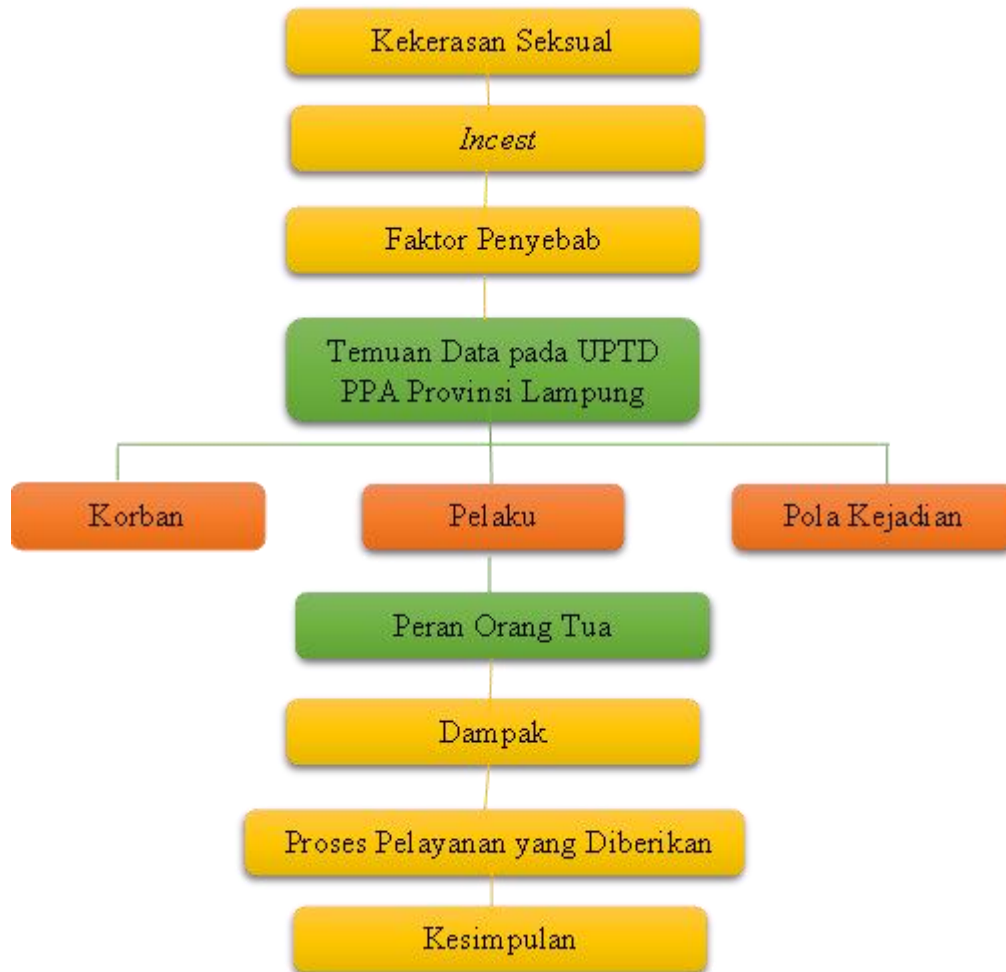 Kekerasan Seksual
Incest
Faktor Penyebab
Temuan Data pada UPTD
PPA Provinsi Lampung
Korban
Pelaku
Pola Kejadian
Peran Orang Tua
Dampak
Proses Pelayanan yang Diberikan
Kesimpulan